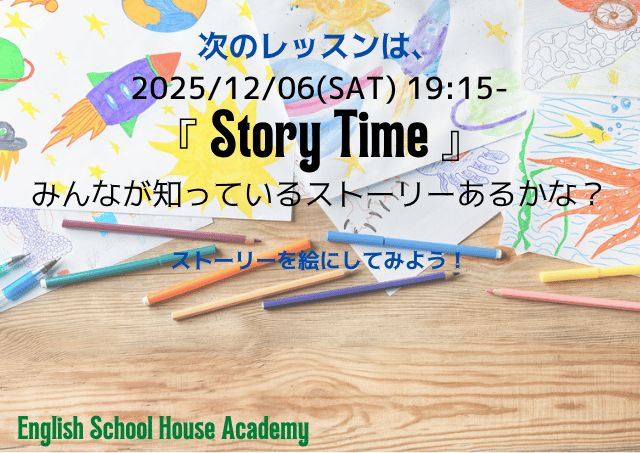 次のレッスンは、
2025/12/06(SAT) 19:15-
『 Story Time 』
みんなが知っているストーリーあるかな？
ストーリーを絵にしてみよう！
English School House Academy